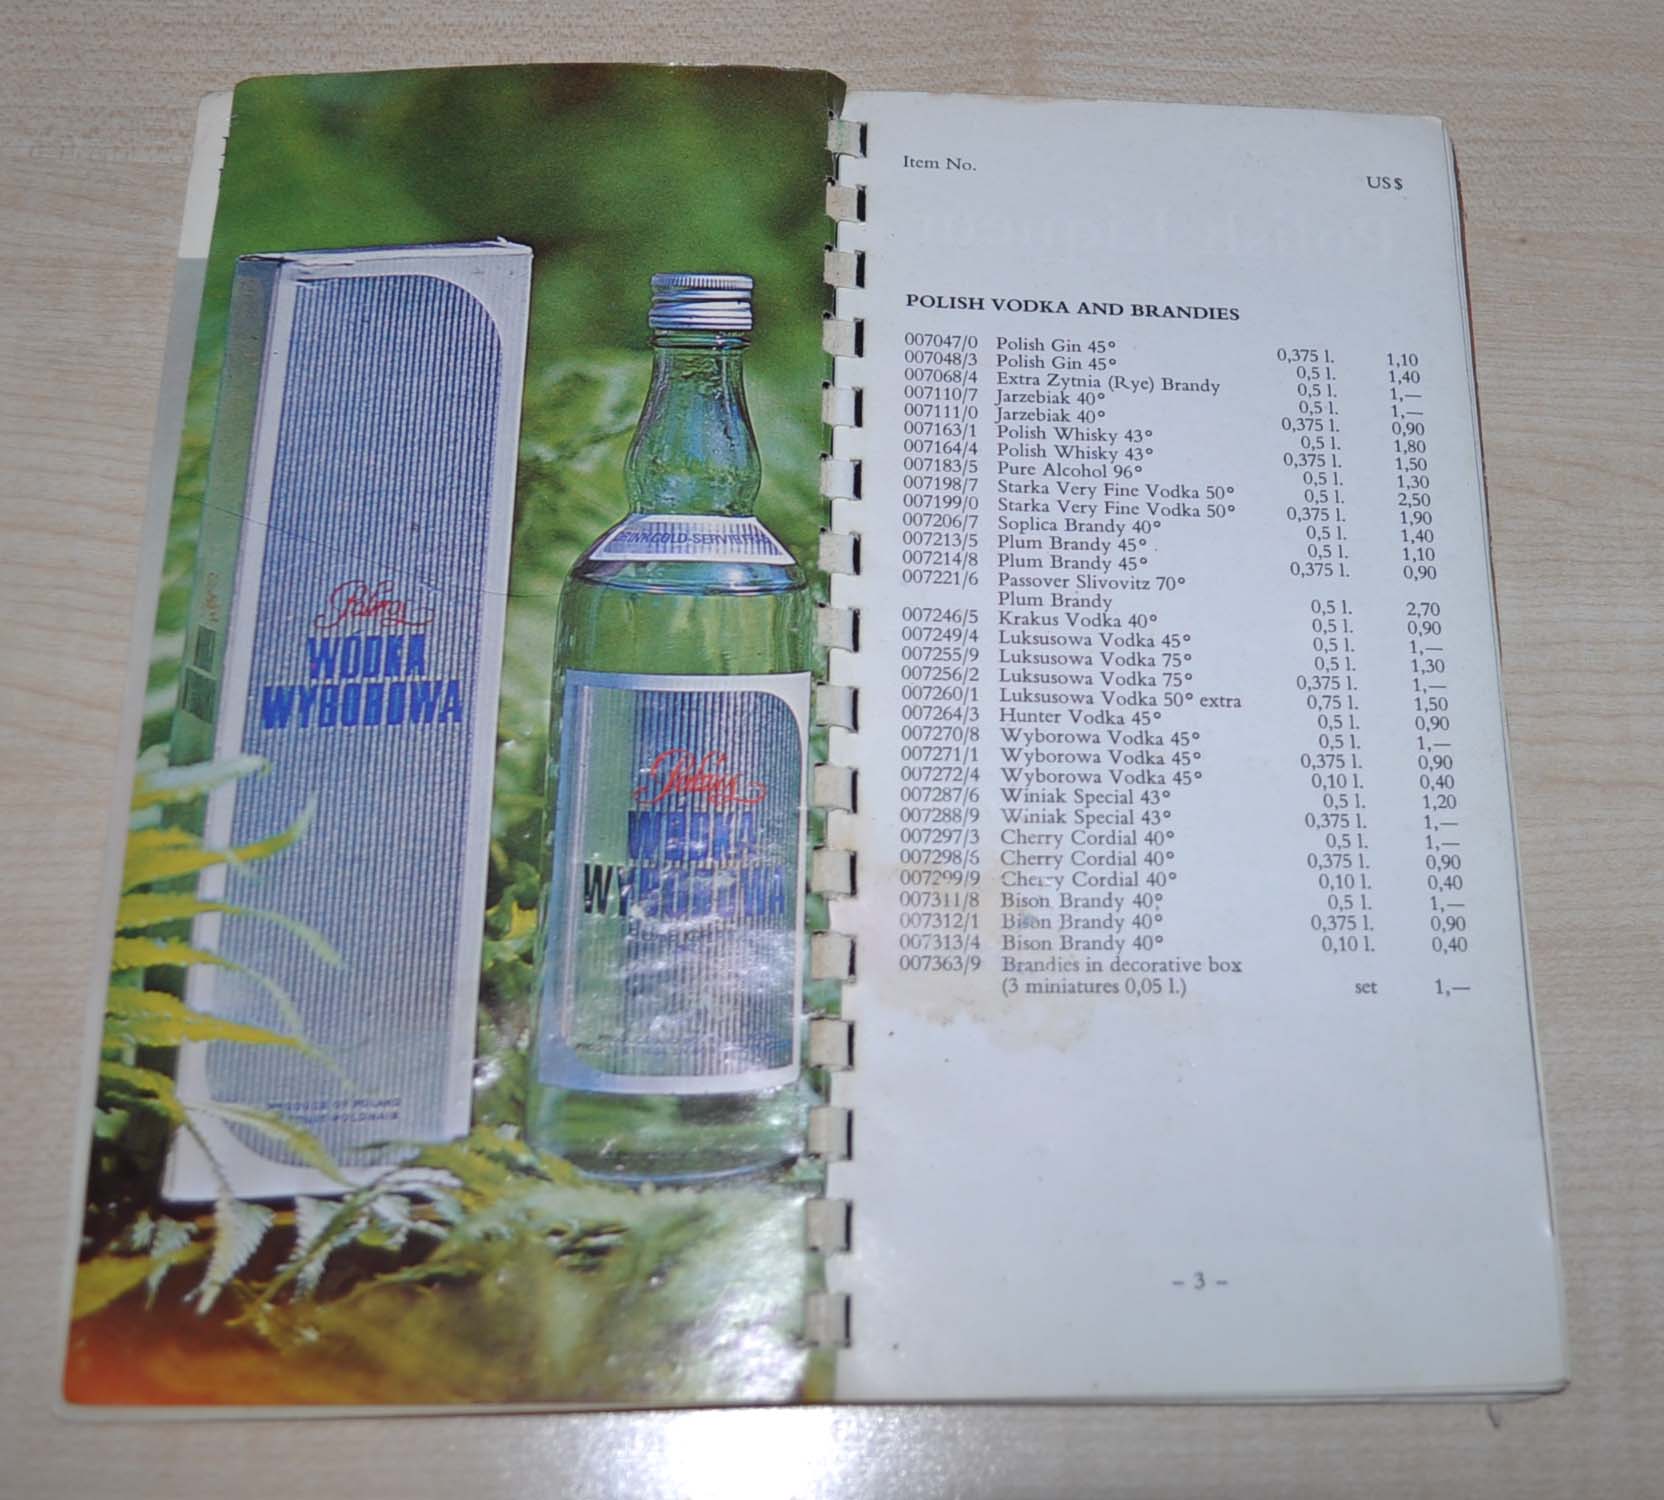 Polmos
WÓDKA
WYBOROWA
PRODUCE OF POLAND
Polmos
WÓDKA
WYBOROWA
Item No. US $
POLISH VODKA AND BRANDIES
007047/0 Polish Gin 45° 0,375 l. 1,10
007048/3 Polish Gin 45° 0,5 l. 1,40
007068/4 Extra Zytnia (Rye) Brandy 0,5 l. 1,—
007110/7 Jarzebiak 40° 0,5 l. 1,—
007111/0 Jarzebiak 40° 0,375 l. 0,90
007163/1 Polish Whisky 43° 0,5 l. 1,80
007164/4 Polish Whisky 43° 0,375 l. 1,50
007183/5 Pure Alcohol 96° 0,5 l. 1,30
007198/7 Starka Very Fine Vodka 50° 0,5 l. 2,50
007199/0 Starka Very Fine Vodka 50° 0,375 l. 1,90
007206/7 Soplica Brandy 40° 0,5 l. 1,40
007213/5 Plum Brandy 45° 0,5 l. 1,10
007214/8 Plum Brandy 45° 0,375 l. 0,90
007221/6 Passover Slivovitz 70°
Plum Brandy 0,5 l. 2,70
007246/5 Krakus Vodka 40° 0,5 l. 0,90
007249/4 Luksusowa Vodka 45° 0,5 l. 1,—
007255/9 Luksusowa Vodka 75° 0,5 l. 1,30
007256/2 Luksusowa Vodka 75° 0,375 l. 1,—
007260/1 Luksusowa Vodka 50° extra 0,75 l. 1,50
007264/3 Hunter Vodka 45° 0,5 l. 0,90
007270/8 Wyborowa Vodka 45° 0,5 l. 1,—
007271/1 Wyborowa Vodka 45° 0,375 l. 0,90
007272/4 Wyborowa Vodka 45° 0,10 l. 0,40
007287/6 Winiak Special 43° 0,5 l. 1,20
007288/9 Winiak Special 43° 0,375 l. 1,—
007297/3 Cherry Cordial 40° 0,5 l. 1,—
007298/6 Cherry Cordial 40° 0,375 l. 0,90
007299/9 Cherry Cordial 40° 0,10 l. 0,40
007311/8 Bison Brandy 40° 0,5 l. 1,—
007312/1 Bison Brandy 40° 0,375 l. 0,90
007313/4 Bison Brandy 40° 0,10 l. 0,40
007363/9 Brandies in decorative box
(3 miniatures 0,05 l.) set 1,—
– 3 –